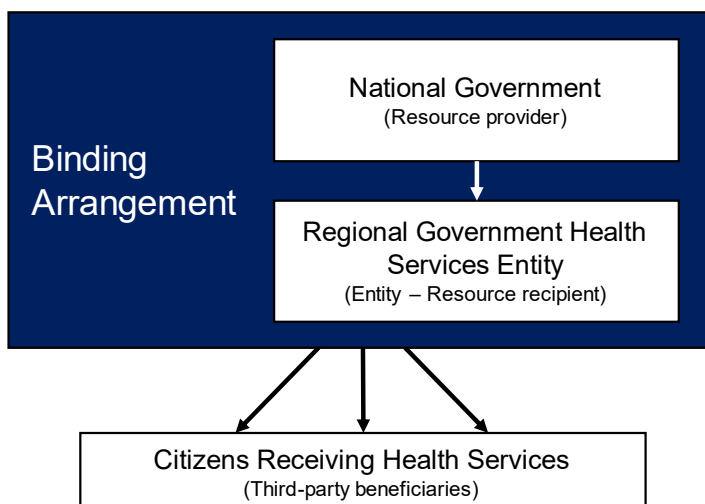 National Government
(Resource provider)
Binding
Arrangement
Regional Government Health
Services Entity
(Entity – Resource recipient)
Citizens Receiving Health Services
(Third-party beneficiaries)